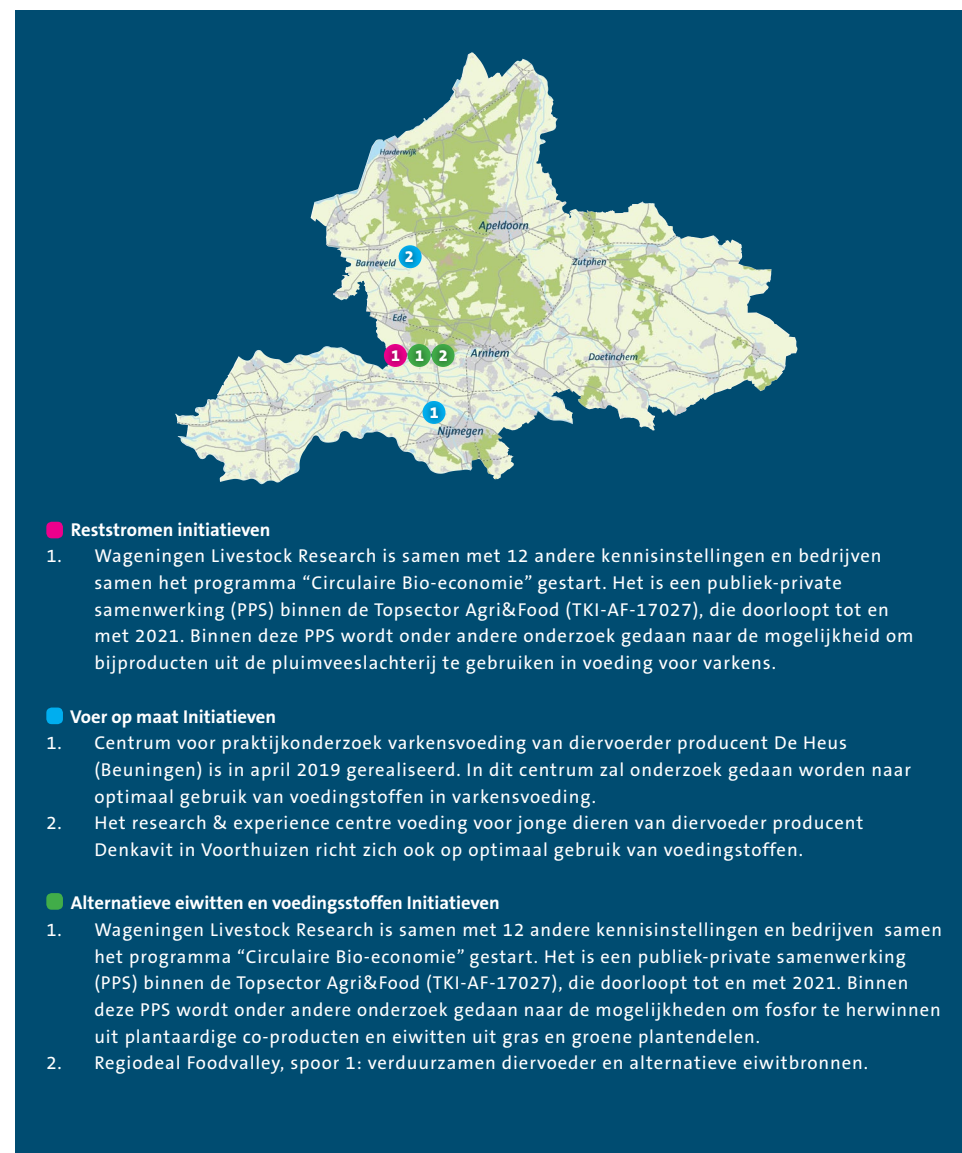 Harderwijk
Apeldoorn
Barneveld
2
Zutphen
Ede
1
1
2
Arnhem
Doetinchem
1
Nijmegen
Reststromen initiatieven
1. Wageningen Livestock Research is samen met 12 andere kennisinstellingen en bedrijven
samen het programma “Circulaire Bio-economie” gestart. Het is een publiek-private
samenwerking (PPS) binnen de Topsector Agri&Food (TKI-AF-17027), die doorloopt tot en
met 2021. Binnen deze PPS wordt onder andere onderzoek gedaan naar de mogelijkheid om
bijproducten uit de pluimveeslachterij te gebruiken in voeding voor varkens.
Voer op maat Initiatieven
1. Centrum voor praktijkonderzoek varkensvoeding van diervoerder producent De Heus
(Beuningen) is in april 2019 gerealiseerd. In dit centrum zal onderzoek gedaan worden naar
optimaal gebruik van voedingstoffen in varkensvoeding.
2. Het research & experience centre voeding voor jonge dieren van diervoeder producent
Denkavit in Voorthuizen richt zich ook op optimaal gebruik van voedingstoffen.
Alternatieve eiwitten en voedingsstoffen Initiatieven
1. Wageningen Livestock Research is samen met 12 andere kennisinstellingen en bedrijven samen
het programma “Circulaire Bio-economie” gestart. Het is een publiek-private samenwerking
(PPS) binnen de Topsector Agri&Food (TKI-AF-17027), die doorloopt tot en met 2021. Binnen
deze PPS wordt onder andere onderzoek gedaan naar de mogelijkheden om fosfor te herwinnen
uit plantaardige co-producten en eiwitten uit gras en groene plantendelen.
2. Regiodeal Foodvalley, spoor 1: verduurzamen diervoeder en alternatieve eiwitbronnen.